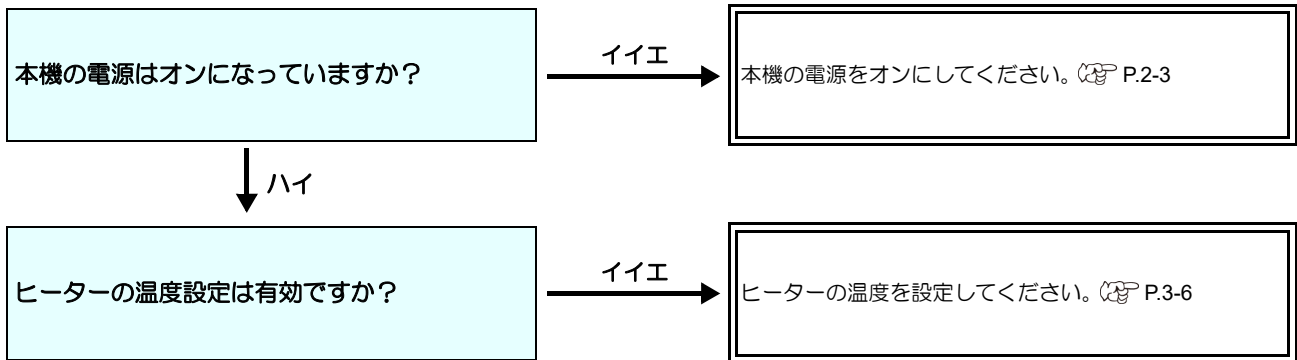 本機の電源はオンになっていますか？
イイエ
本機の電源をオンにしてください。 P.2-3
ハイ
ヒーターの温度設定は有効ですか？
イイエ
ヒーターの温度を設定してください。 P.3-6